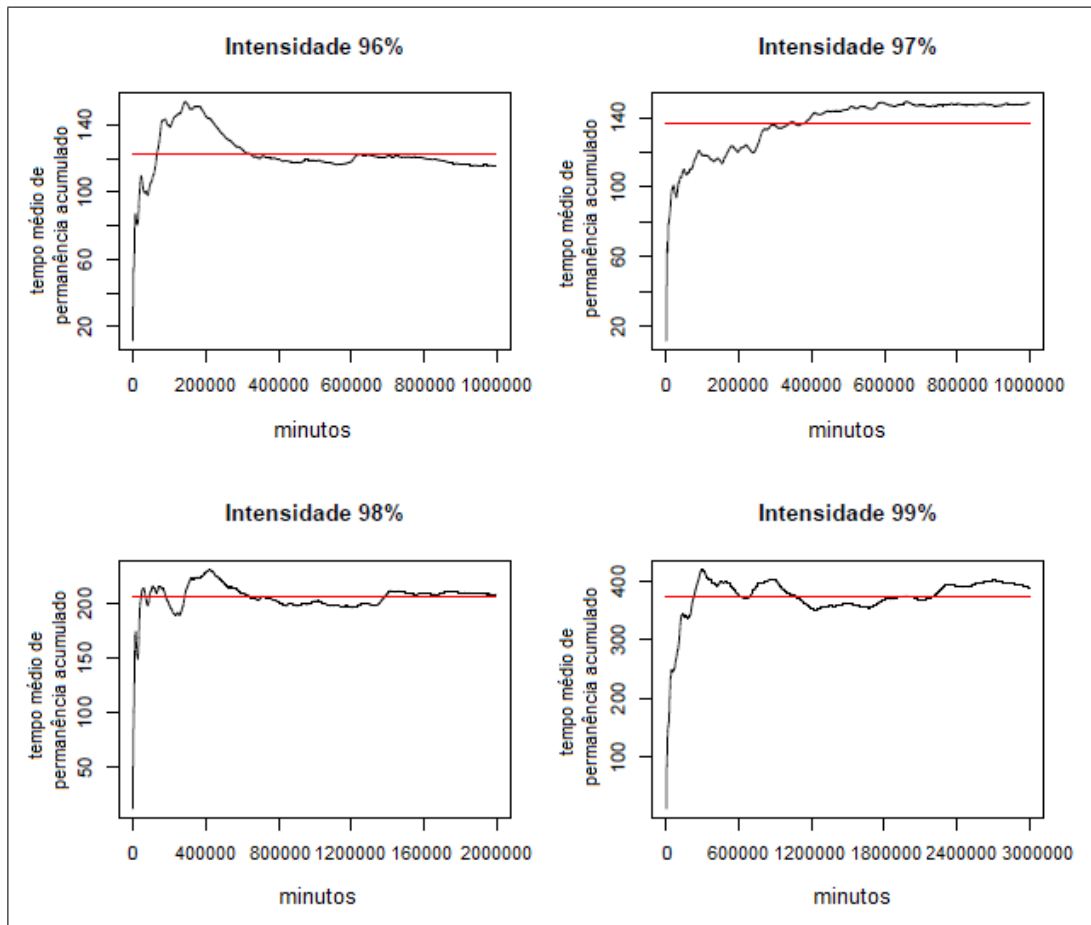 Intensidade 96%
tempo médio de
permanência acumulado
20 60 100 140
0 200000 400000 600000 800000 1000000
minutos
Intensidade 97%
tempo médio de
permanência acumulado
20 60 100 140
0 200000 400000 600000 800000 1000000
minutos
Intensidade 98%
tempo médio de
permanência acumulado
50 100 150 200
0 400000 800000 1200000 1600000 2000000
minutos
Intensidade 99%
tempo médio de
permanência acumulado
100 200 300 400
0 600000 1200000 1800000 2400000 3000000
minutos